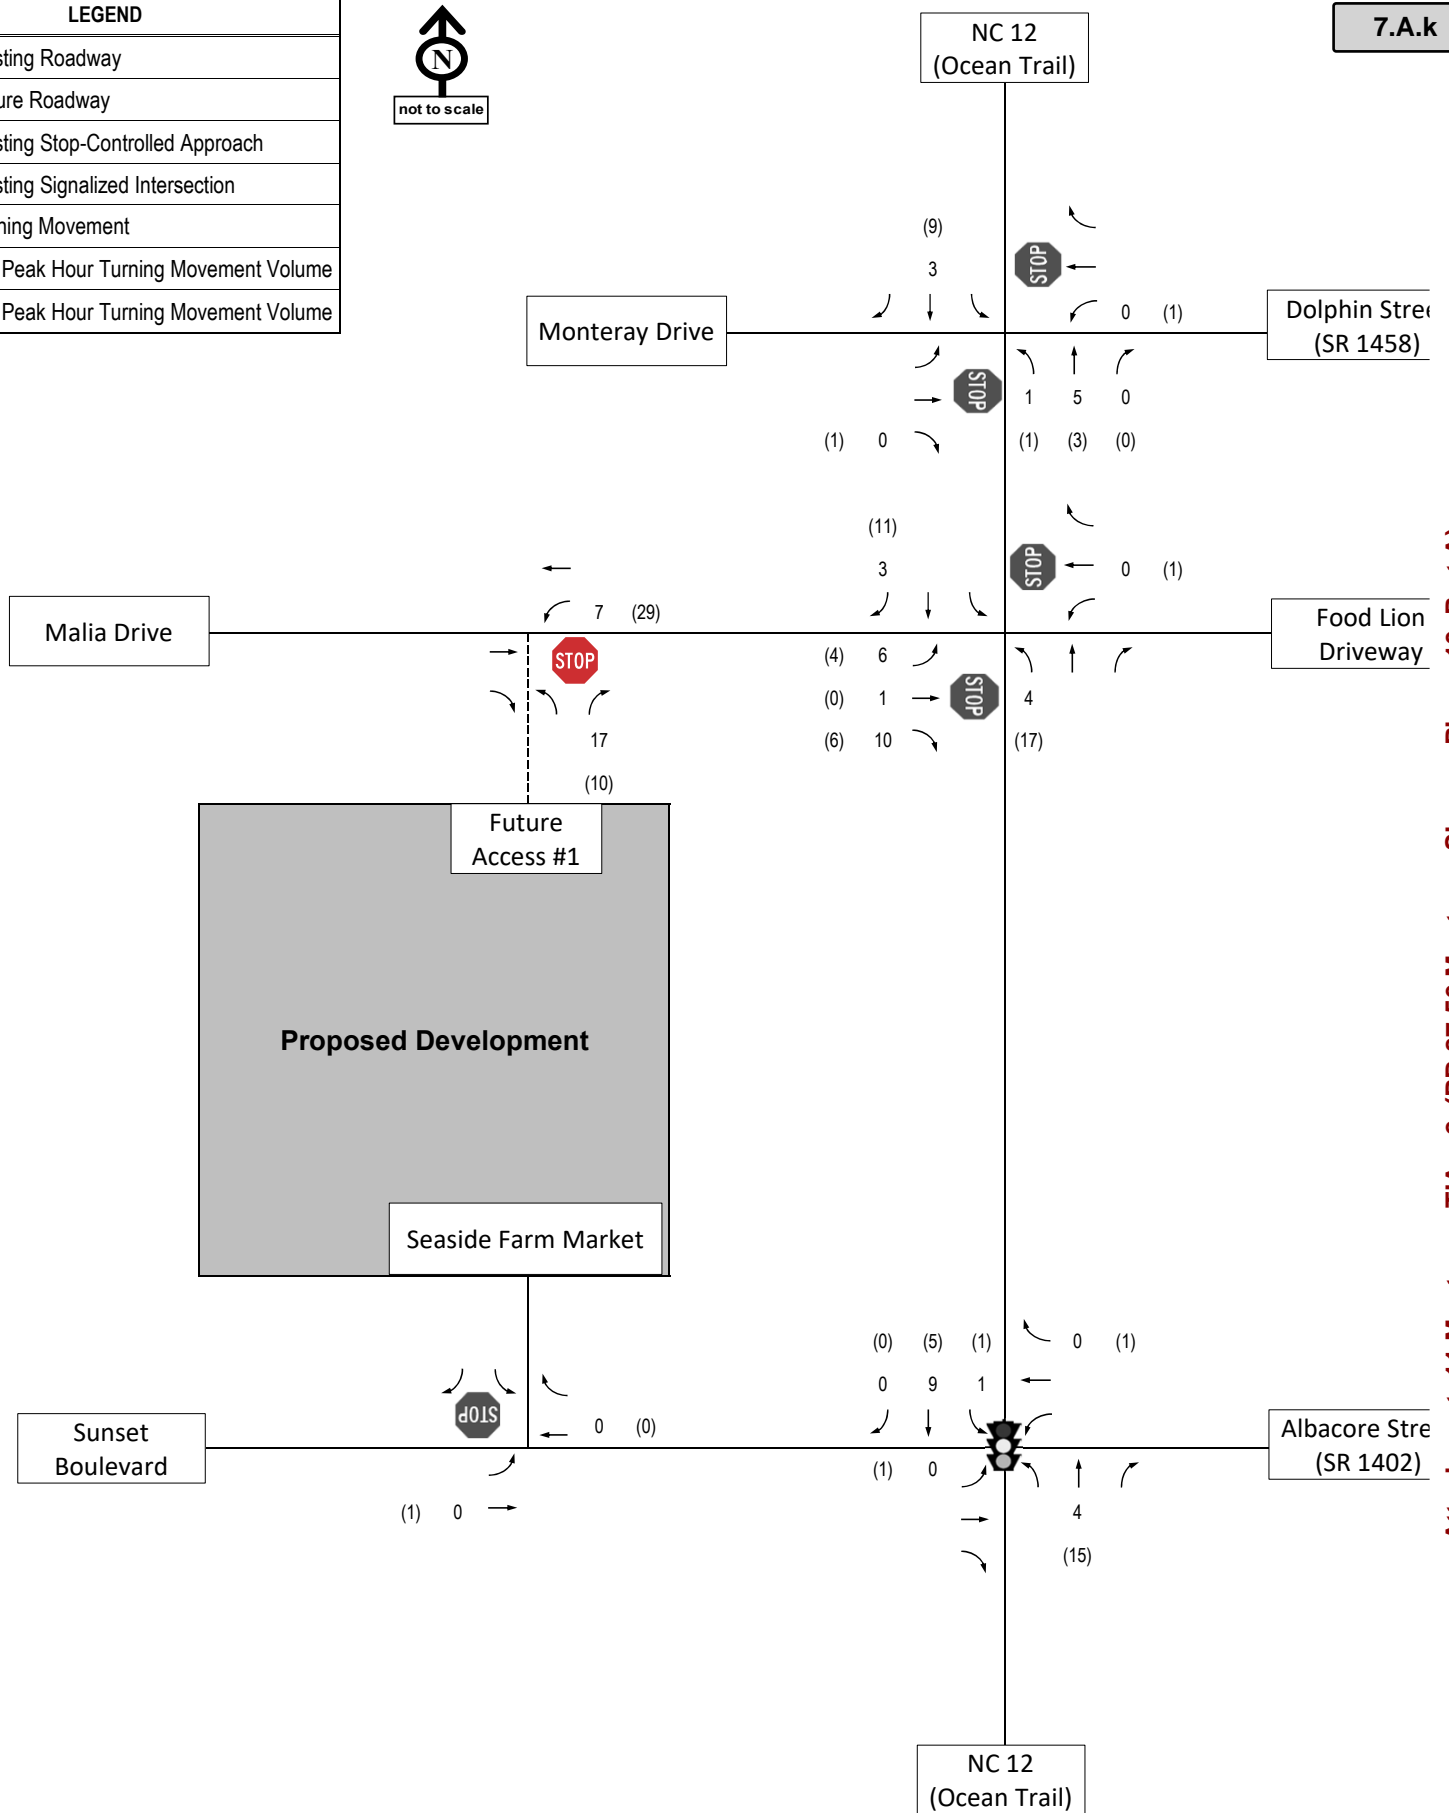 LEGEND
sting Roadway
ure Roadway
sting Stop-Controlled Approach
sting Signalized Intersection
ning Movement
Peak Hour Turning Movement Volume
Peak Hour Turning Movement Volume
N
not to scale
NC 12
(Ocean Trail)
7.A.k
(9)
3
STOP
0 (1)
Monteray Drive
Dolphin Stree
(SR 1458)
STOP
1 5 0
(1) 0
(1) (3) (0)
(11)
3
STOP
0 (1)
7 (29)
Malia Drive
Food Lion
Driveway
STOP
(4) 6
(0) 1
STOP
4
17
(6) 10
(17)
(10)
Future
Access #1
Proposed Development
Seaside Farm Market
(0) (5) (1)
0 (1)
0 9 1
STOP
0 (0)
Sunset
Boulevard
Albacore Stre
(SR 1402)
(1) 0
(1) 0
4
(15)
NC 12
(Ocean Trail)